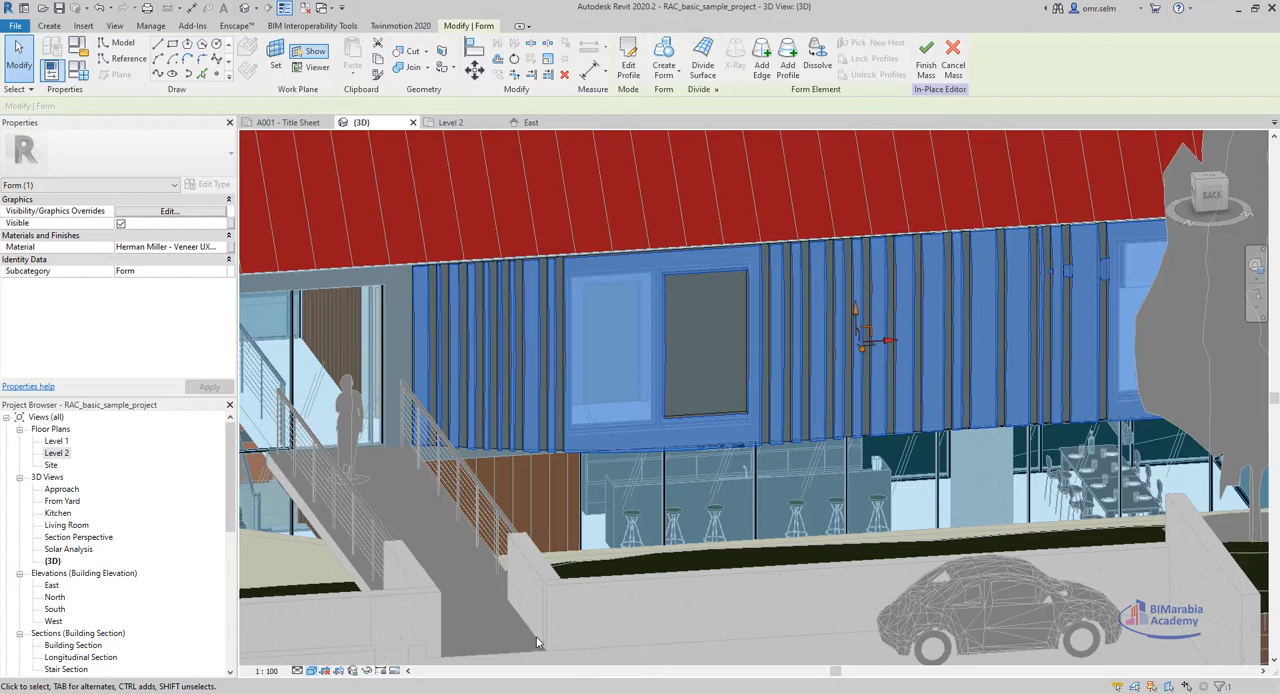 Autodesk Revit 2020.2 - RAC_basic_sample_project - 3D View: {3D}
omr.selm
File Create Insert View Manage Add-Ins Enscape™ BIM Interoperability Tools Twinmotion 2020 Modify | Form
Modify
Model
Reference
Plane
Set
Show
Viewer
Paste
Cut
Join
Edit Profile
Create Form
Divide Surface
X-Ray
Add Edge
Add Profile
Dissolve
Pick New Host
Lock Profiles
Unlock Profiles
Finish Mass
Cancel Mass
Select Properties Draw Work Plane Clipboard Geometry Modify Measure Mode Form Divide » Form Element In-Place Editor
Modify | Form
Properties
A001 - Title Sheet
{3D}
Level 2
East
R
Form (1)
Edit Type
Graphics
Visibility/Graphics Overrides Edit...
Visible
Materials and Finishes
Material Herman Miller - Veneer UX...
Identity Data
Subcategory Form
Properties help
Apply
Project Browser - RAC_basic_sample_project
Views (all)
Floor Plans
Level 1
Level 2
Site
3D Views
Approach
From Yard
Kitchen
Living Room
Section Perspective
Solar Analysis
{3D}
Elevations (Building Elevation)
East
North
South
West
Sections (Building Section)
Building Section
Longitudinal Section
Stair Section
BACK
BIMarabia
Academy
1 : 100
Click to select, TAB for alternates, CTRL adds, SHIFT unselects.
:1